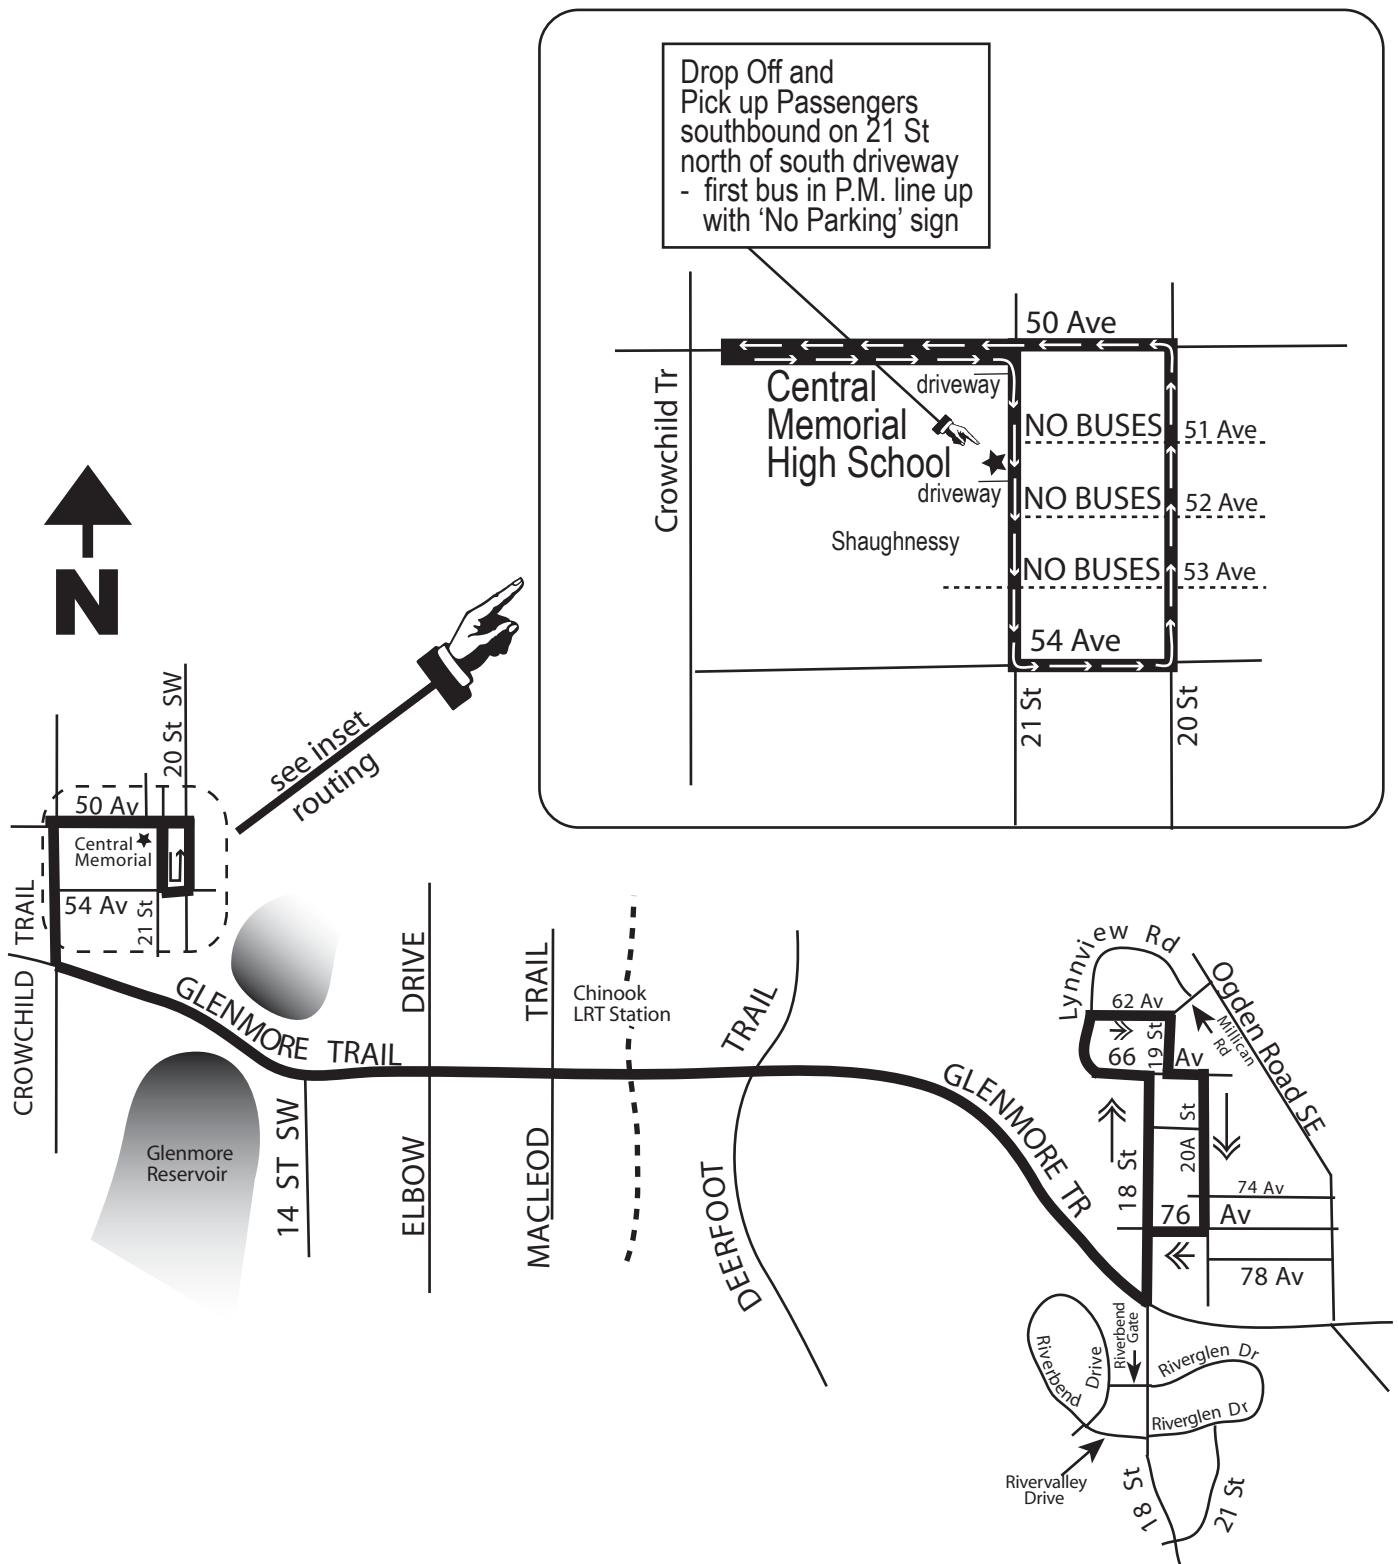 Drop Off and
Pick up Passengers
southbound on 21 St
north of south driveway
- first bus in P.M. line up
with ‘No Parking’ sign
50 Ave
Crowchild Tr
Central
Memorial
High School
driveway
driveway
NO BUSES
51 Ave
NO BUSES
52 Ave
NO BUSES
53 Ave
Shaughnessy
54 Ave
21 St
20 St
N
see inset
routing
20 St SW
50 Av
Central
Memorial
54 Av
21 St
CROWCHILD TRAIL
GLENMORE TRAIL
Glenmore
Reservoir
14 ST SW
ELBOW DRIVE
MACLEOD TRAIL
Chinook
LRT Station
DEERFOOT TRAIL
GLENMORE TR
Lynnview Rd
62 Av
19 St
66 Av
Millican
Rd
Ogden Road SE
18 St
20A St
74 Av
76 Av
78 Av
Riverbend
Gate
Riverbend Drive
Riverglen Dr
Riverglen Dr
Rivervalley
Drive
18 St
21 St